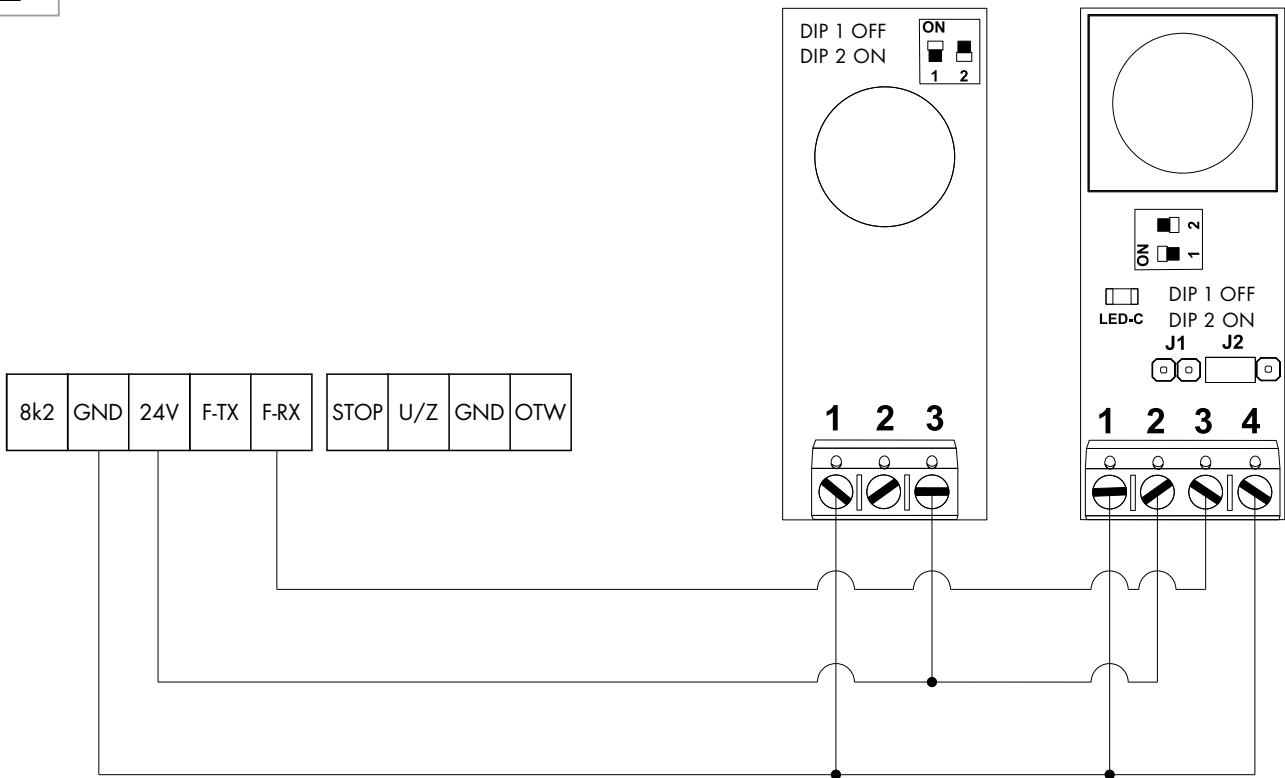 DIP 1 OFF
DIP 2 ON
ON
1 2
ON
2
1
LED-C
DIP 1 OFF
DIP 2 ON
J1 J2
8k2 GND 24V F-TX F-RX STOP U/Z GND OTW
1 2 3
1 2 3 4